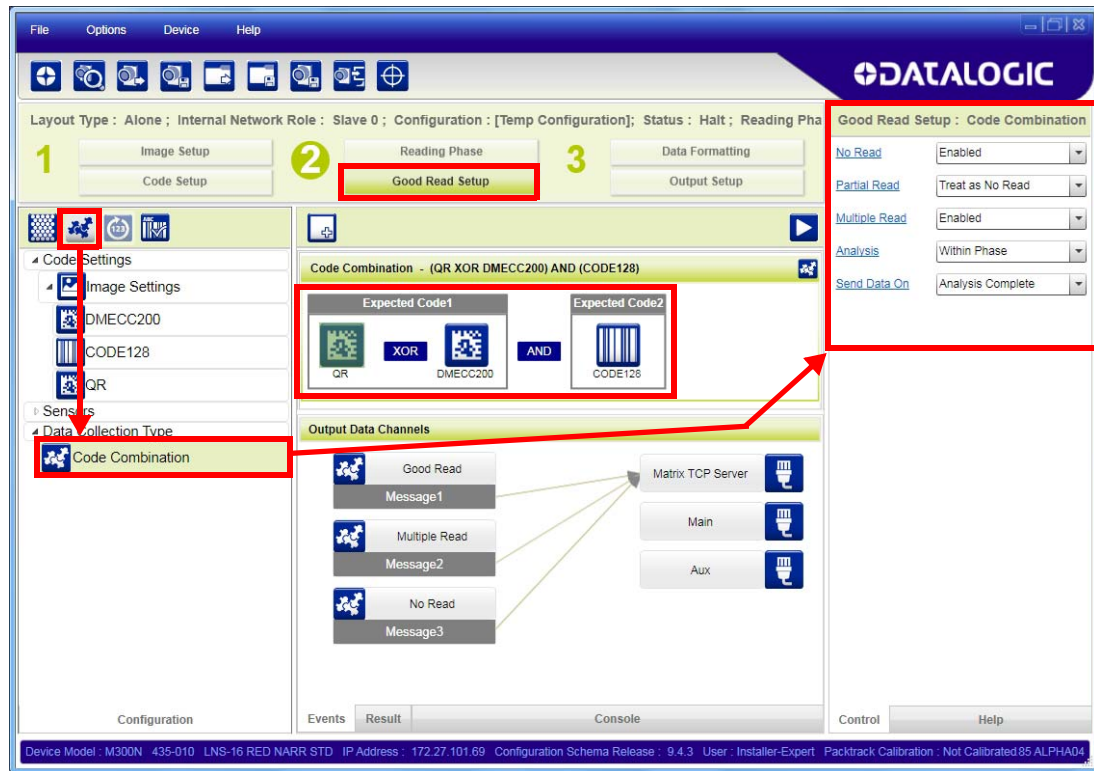 File Options Device Help
DATALOGIC
Layout Type : Alone ; Internal Network Role : Slave 0 ; Configuration : [Temp Configuration]; Status : Halt ; Reading Pha
1 Image Setup
Code Setup
2 Reading Phase
Good Read Setup
3 Data Formatting
Output Setup
123
Code Settings
Image Settings
DMECC200
CODE128
QR
Sensors
Data Collection Type
Code Combination
Configuration
Code Combination - (QR XOR DMECC200) AND (CODE128)
Expected Code1 Expected Code2
XOR AND
QR DMECC200 CODE128
Output Data Channels
Good Read
Message1
Multiple Read
Message2
No Read
Message3
Matrix TCP Server
Main
Aux
Events Result Console
Good Read Setup : Code Combination
No Read Enabled
Partial Read Treat as No Read
Multiple Read Enabled
Analysis Within Phase
Send Data On Analysis Complete
Control Help
Device Model : M300N 435-010 LNS-16 RED NARR STD IP Address : 172.27.101.69 Configuration Schema Release : 9.4.3 User : Installer-Expert Packtrack Calibration : Not Calibrated 85 ALPHA04